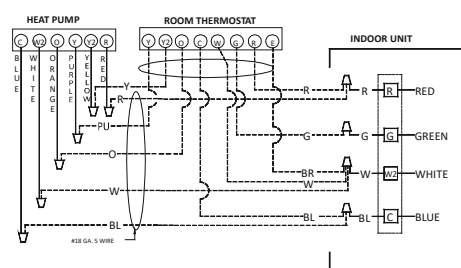 HEAT PUMP
ROOM THERMOSTAT
C W2 O Y Y2 R
Y Y2 O C W G R E
INDOOR UNIT
BLUE
WHITE
ORANGE
PURPLE
YELLOW
RED
Y
R
R R R RED
PU
G G G GREEN
O
BR
W W2 WHITE
W
W
BL
BL BL C BLUE
#18 GA. 5 WIRE